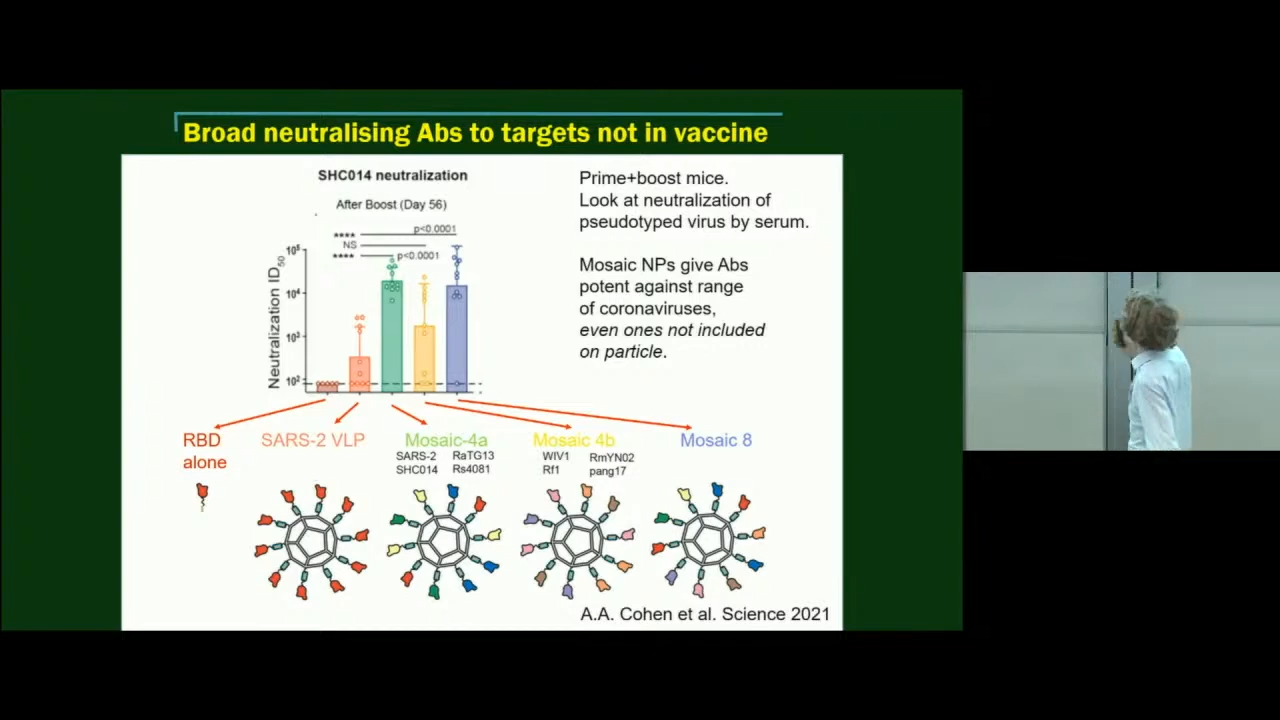 Broad neutralising Abs to targets not in vaccine
SHC014 neutralization
After Boost (Day 56)
**** p<0.0001
NS
**** p<0.0001
Neutralization ID50
10^5
10^4
10^3
10^2
Prime+boost mice.
Look at neutralization of
pseudotyped virus by serum.
Mosaic NPs give Abs
potent against range
of coronaviruses,
even ones not included
on particle.
RBD
alone
SARS-2 VLP
Mosaic-4a
SARS-2 RaTG13
SHC014 Rs4081
Mosaic 4b
WIV1 RmYN02
Rf1 pang17
Mosaic 8
A.A. Cohen et al. Science 2021